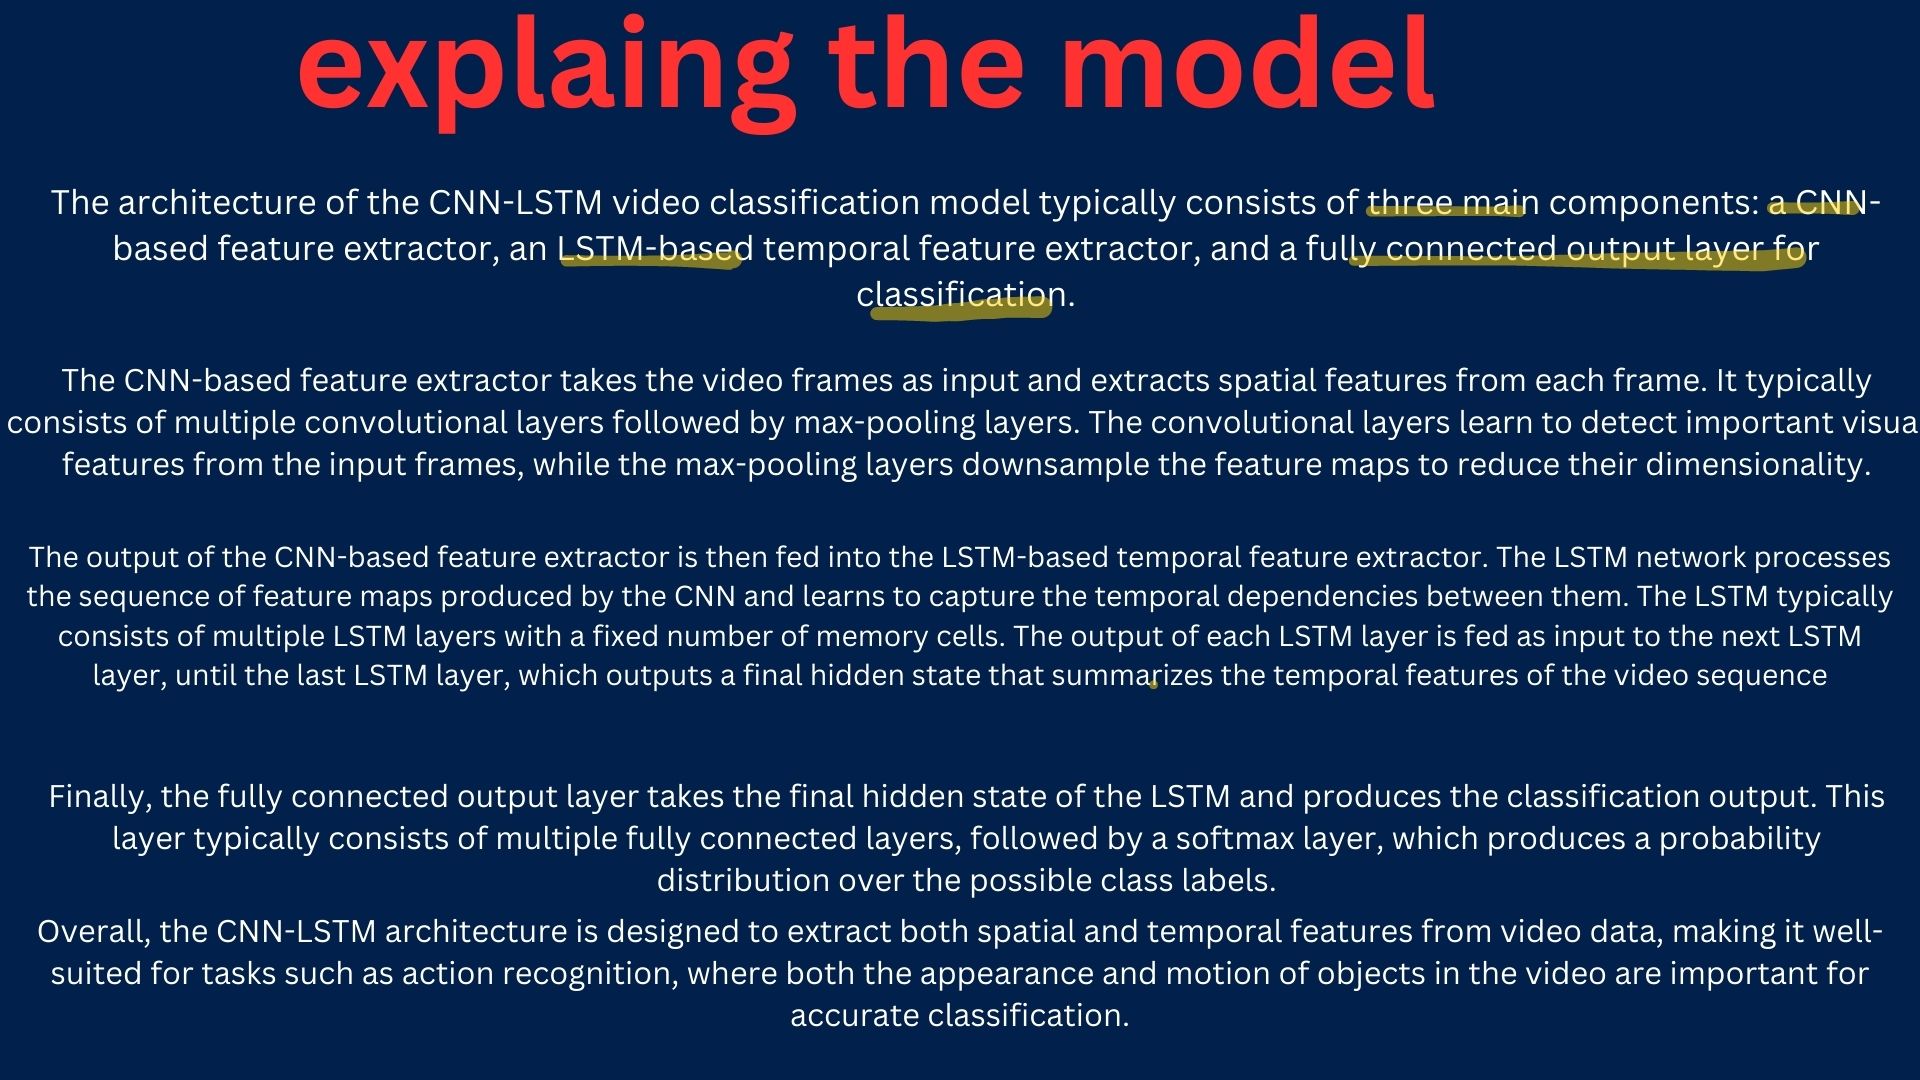 explaing the model
The architecture of the CNN-LSTM video classification model typically consists of three main components: a CNN-
based feature extractor, an LSTM-based temporal feature extractor, and a fully connected output layer for
classification.
The CNN-based feature extractor takes the video frames as input and extracts spatial features from each frame. It typically
consists of multiple convolutional layers followed by max-pooling layers. The convolutional layers learn to detect important visua
features from the input frames, while the max-pooling layers downsample the feature maps to reduce their dimensionality.
The output of the CNN-based feature extractor is then fed into the LSTM-based temporal feature extractor. The LSTM network processes
the sequence of feature maps produced by the CNN and learns to capture the temporal dependencies between them. The LSTM typically
consists of multiple LSTM layers with a fixed number of memory cells. The output of each LSTM layer is fed as input to the next LSTM
layer, until the last LSTM layer, which outputs a final hidden state that summarizes the temporal features of the video sequence
Finally, the fully connected output layer takes the final hidden state of the LSTM and produces the classification output. This
layer typically consists of multiple fully connected layers, followed by a softmax layer, which produces a probability
distribution over the possible class labels.
Overall, the CNN-LSTM architecture is designed to extract both spatial and temporal features from video data, making it well-
suited for tasks such as action recognition, where both the appearance and motion of objects in the video are important for
accurate classification.